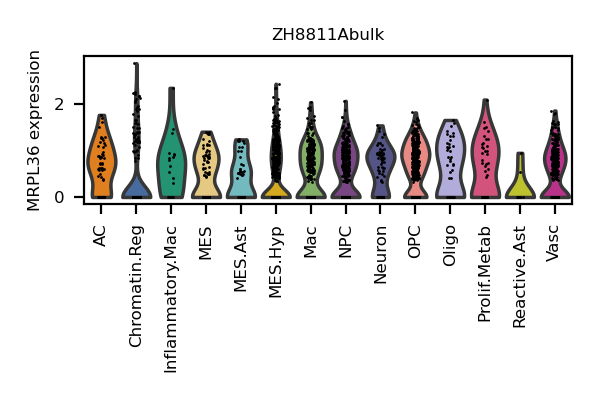 ZH8811Abulk
MRPL36 expression
2
0
AC
Chromatin.Reg
Inflammatory.Mac
MES
MES.Ast
MES.Hyp
Mac
NPC
Neuron
OPC
Oligo
Prolif.Metab
Reactive.Ast
Vasc